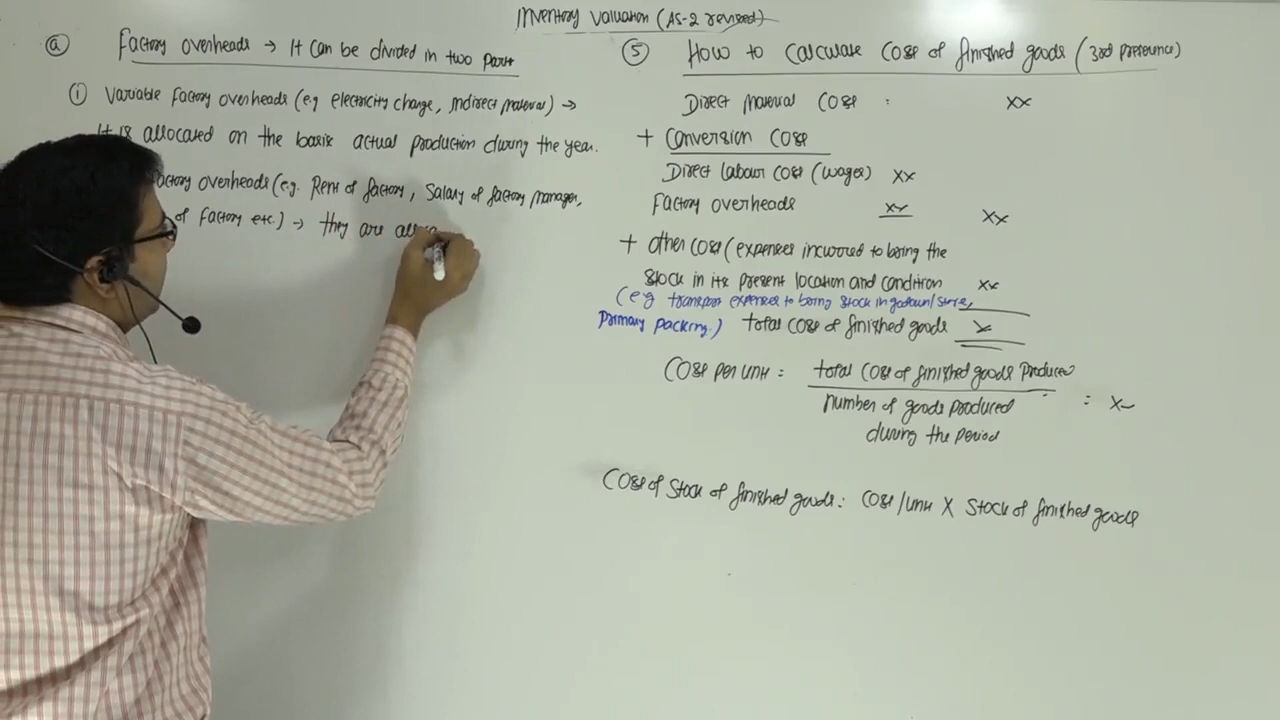 Inventory Valuation (AS-2 revised)
(a) Factory overheads → It can be divided in two part
(i) Variable Factory overheads (e.g electricity charge, Indirect Material) →
It is allocated on the basis actual production during the year.
Factory overheads (e.g. Rent of factory, Salary of factory manager,
of factory etc.) → they are alloca
(5) How to calculate Cost of finished goods (3rd presence)
Direct Material Cost : xx
+ Conversion Cost
Direct labour Cost (wages) xx
Factory overheads xx xx
+ other cost (expenses incurred to bring the
Stock in its present location and condition xx
(e.g transport expenses to bring stock in godown/store,
Primary packing.) total cost of finished goods x
Cost per unit = total cost of finished goods Produced
number of goods produced = x
during the period
Cost of stock of finished goods: Cost/unit X Stock of finished goods